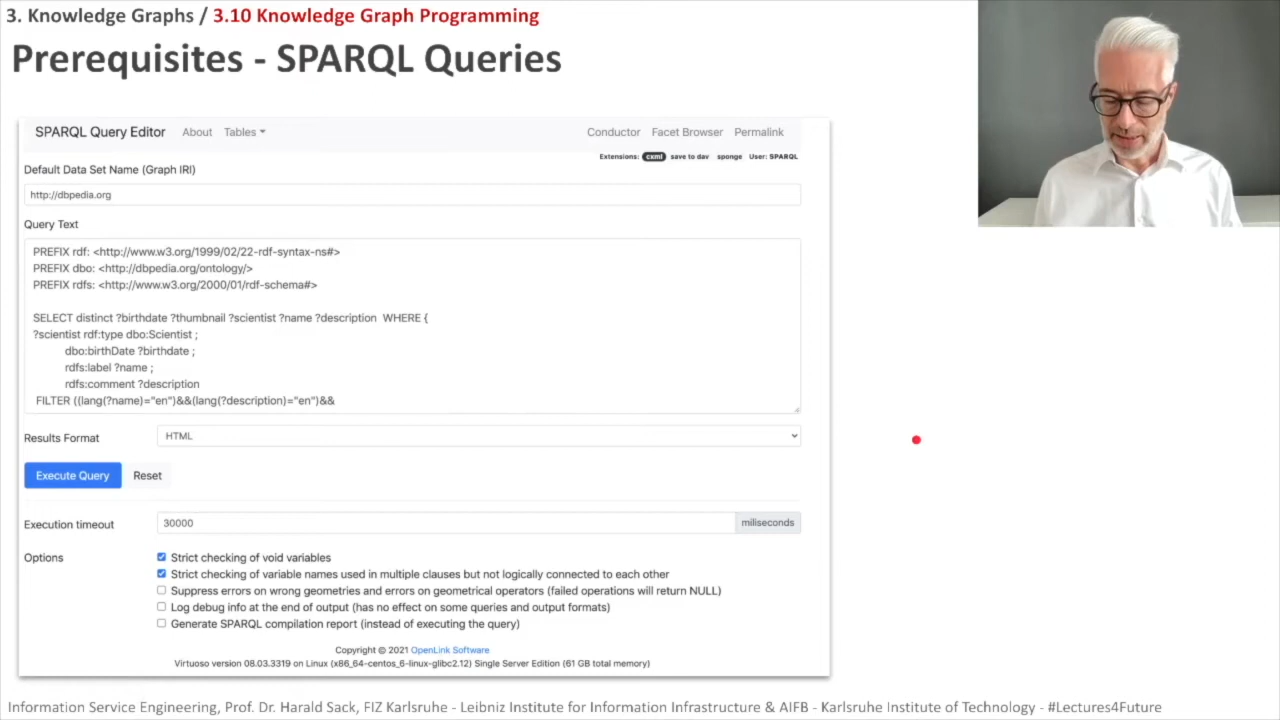 3. Knowledge Graphs / 3.10 Knowledge Graph Programming
Prerequisites - SPARQL Queries
SPARQL Query Editor About Tables Conductor Facet Browser Permalink
Extensions: cxml save to dav sponge User: SPARQL
Default Data Set Name (Graph IRI)
http://dbpedia.org
Query Text
PREFIX rdf: <http://www.w3.org/1999/02/22-rdf-syntax-ns#>
PREFIX dbo: <http://dbpedia.org/ontology/>
PREFIX rdfs: <http://www.w3.org/2000/01/rdf-schema#>
SELECT distinct ?birthdate ?thumbnail ?scientist ?name ?description WHERE {
?scientist rdf:type dbo:Scientist ;
dbo:birthDate ?birthdate ;
rdfs:label ?name ;
rdfs:comment ?description
FILTER ((lang(?name)="en")&&(lang(?description)="en")&&
Results Format HTML
Execute Query Reset
Execution timeout 30000 miliseconds
Options Strict checking of void variables
Strict checking of variable names used in multiple clauses but not logically connected to each other
Suppress errors on wrong geometries and errors on geometrical operators (failed operations will return NULL)
Log debug info at the end of output (has no effect on some queries and output formats)
Generate SPARQL compilation report (instead of executing the query)
Copyright © 2021 OpenLink Software
Virtuoso version 08.03.3319 on Linux (x86_64-centos_6-linux-glibc2.12) Single Server Edition (61 GB total memory)
Information Service Engineering, Prof. Dr. Harald Sack, FIZ Karlsruhe - Leibniz Institute for Information Infrastructure & AIFB - Karlsruhe Institute of Technology - #Lectures4Future